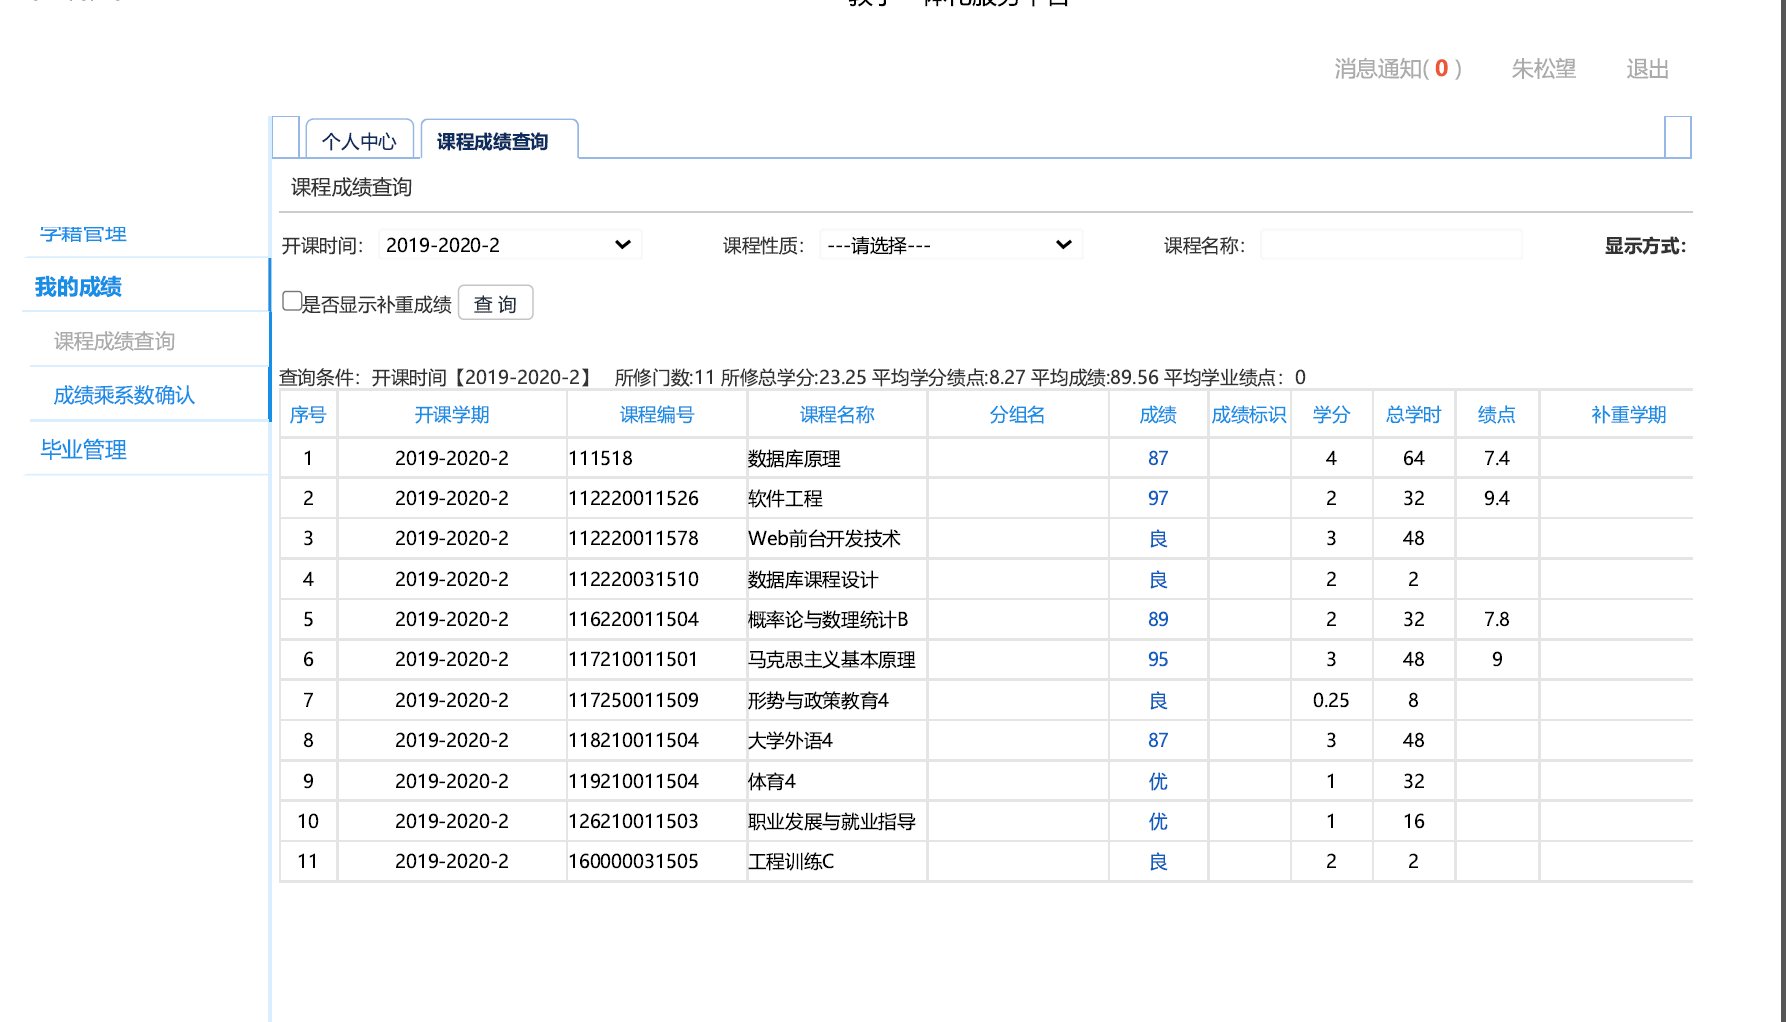 消息通知( 0 ) 朱松望 退出
个人中心 课程成绩查询
课程成绩查询
学籍管理
我的成绩
课程成绩查询
成绩乘系数确认
毕业管理
开课时间: 2019-2020-2 课程性质: ---请选择--- 课程名称: 显示方式:
是否显示补重成绩 查 询
查询条件：开课时间【2019-2020-2】 所修门数:11 所修总学分:23.25 平均学分绩点:8.27 平均成绩:89.56 平均学业绩点：0
序号 开课学期 课程编号 课程名称 分组名 成绩 成绩标识 学分 总学时 绩点 补重学期
1 2019-2020-2 111518 数据库原理 87 4 64 7.4
2 2019-2020-2 112220011526 软件工程 97 2 32 9.4
3 2019-2020-2 112220011578 Web前台开发技术 良 3 48
4 2019-2020-2 112220031510 数据库课程设计 良 2 2
5 2019-2020-2 116220011504 概率论与数理统计B 89 2 32 7.8
6 2019-2020-2 117210011501 马克思主义基本原理 95 3 48 9
7 2019-2020-2 117250011509 形势与政策教育4 良 0.25 8
8 2019-2020-2 118210011504 大学外语4 87 3 48
9 2019-2020-2 119210011504 体育4 优 1 32
10 2019-2020-2 126210011503 职业发展与就业指导 优 1 16
11 2019-2020-2 160000031505 工程训练C 良 2 2